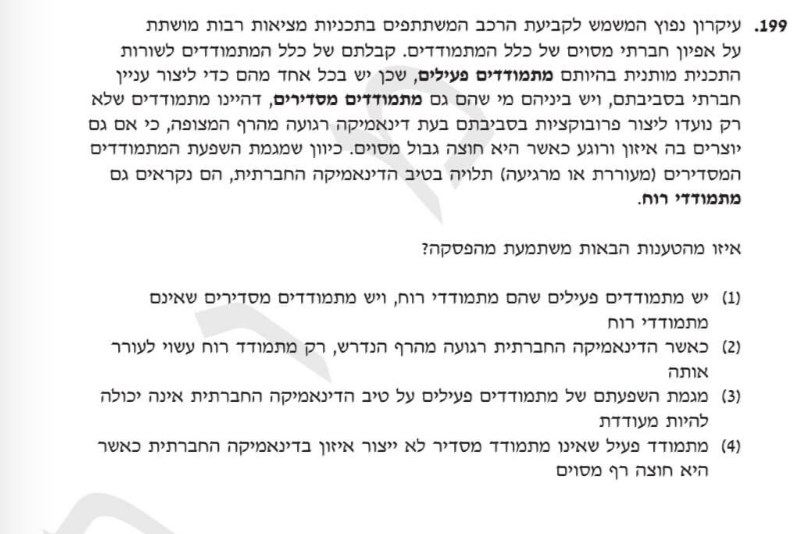 199. עיקרון נפוץ המשמש לקביעת הרכב המשתתפים בתכניות מציאות רבות מושתת
על אפיון חברתי מסוים של כלל המתמודדים. קבלתם של כלל המתמודדים לשורות
התכנית מותנית בהיותם מתמודדים פעילים, שכן יש בכל אחד מהם כדי ליצור עניין
חברתי בסביבתם, ויש ביניהם מי שהם גם מתמודדים מסדירים, דהיינו מתמודדים שלא
רק נועדו ליצור פרובוקציות בסביבתם בעת דינאמיקה רגועה מהרף המצופה, כי אם גם
יוצרים בה איזון ורוגע כאשר היא חוצה גבול מסוים. כיוון שמגמת השפעת המתמודדים
המסדירים (מעוררת או מרגיעה) תלויה בטיב הדינאמיקה החברתית, הם נקראים גם
מתמודדי רוח.
איזו מהטענות הבאות משתמעת מהפסקה?
(1) יש מתמודדים פעילים שהם מתמודדי רוח, ויש מתמודדים מסדירים שאינם
מתמודדי רוח
(2) כאשר הדינאמיקה החברתית רגועה מהרף הנדרש, רק מתמודד רוח עשוי לעורר
אותה
(3) מגמת השפעתם של מתמודדים פעילים על טיב הדינאמיקה החברתית אינה יכולה
להיות מעודדת
(4) מתמודד פעיל שאינו מתמודד מסדיר לא ייצור איזון בדינאמיקה החברתית כאשר
היא חוצה רף מסוים